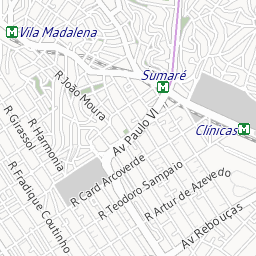 M Vila Madalena
Sumaré
M
Clínicas M
R João Moura
R Girassol
R Harmonia
R Fradique Coutinho
Av Paulo VI
R Card Arcoverde
R Teodoro Sampaio
R Artur de Azevedo
Av Rebouças